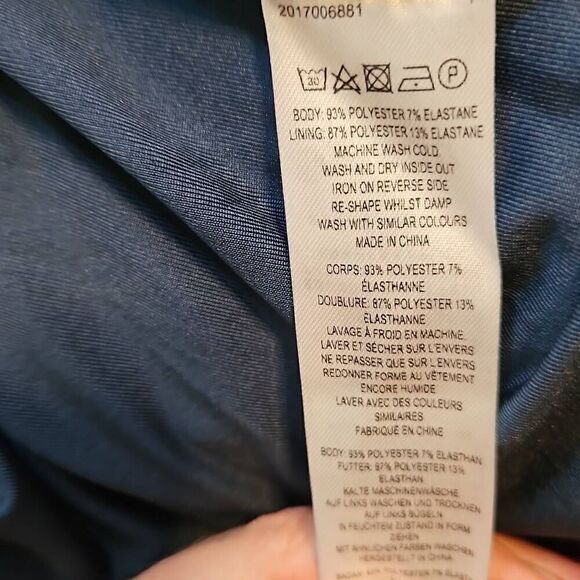 2017006881
30
P
BODY: 93% POLYESTER 7% ELASTANE
LINING: 87% POLYESTER 13% ELASTANE
MACHINE WASH COLD
WASH AND DRY INSIDE OUT
IRON ON REVERSE SIDE
RE-SHAPE WHILST DAMP
WASH WITH SIMILAR COLOURS
MADE IN CHINA
CORPS: 93% POLYESTER 7%
ÉLASTHANNE
DOUBLURE: 87% POLYESTER 13%
ÉLASTHANNE
LAVAGE À FROID EN MACHINE.
LAVER ET SÉCHER SUR L'ENVERS
NE REPASSER QUE SUR L'ENVERS
REDONNER FORME AU VÊTEMENT
ENCORE HUMIDE
LAVER AVEC DES COULEURS
SIMILAIRES
FABRIQUÉ EN CHINE
BODY: 93% POLYESTER 7% ELASTHAN
FUTTER: 87% POLYESTER 13%
ELASTHAN
KALTE MASCHINENWÄSCHE
AUF LINKS WASCHEN UND TROCKNEN
AUF LINKS BÜGELN
IN FEUCHTEM ZUSTAND IN FORM
ZIEHEN
MIT ÄHNLICHEN FARBEN WASCHEN
HERGESTELLT IN CHINA